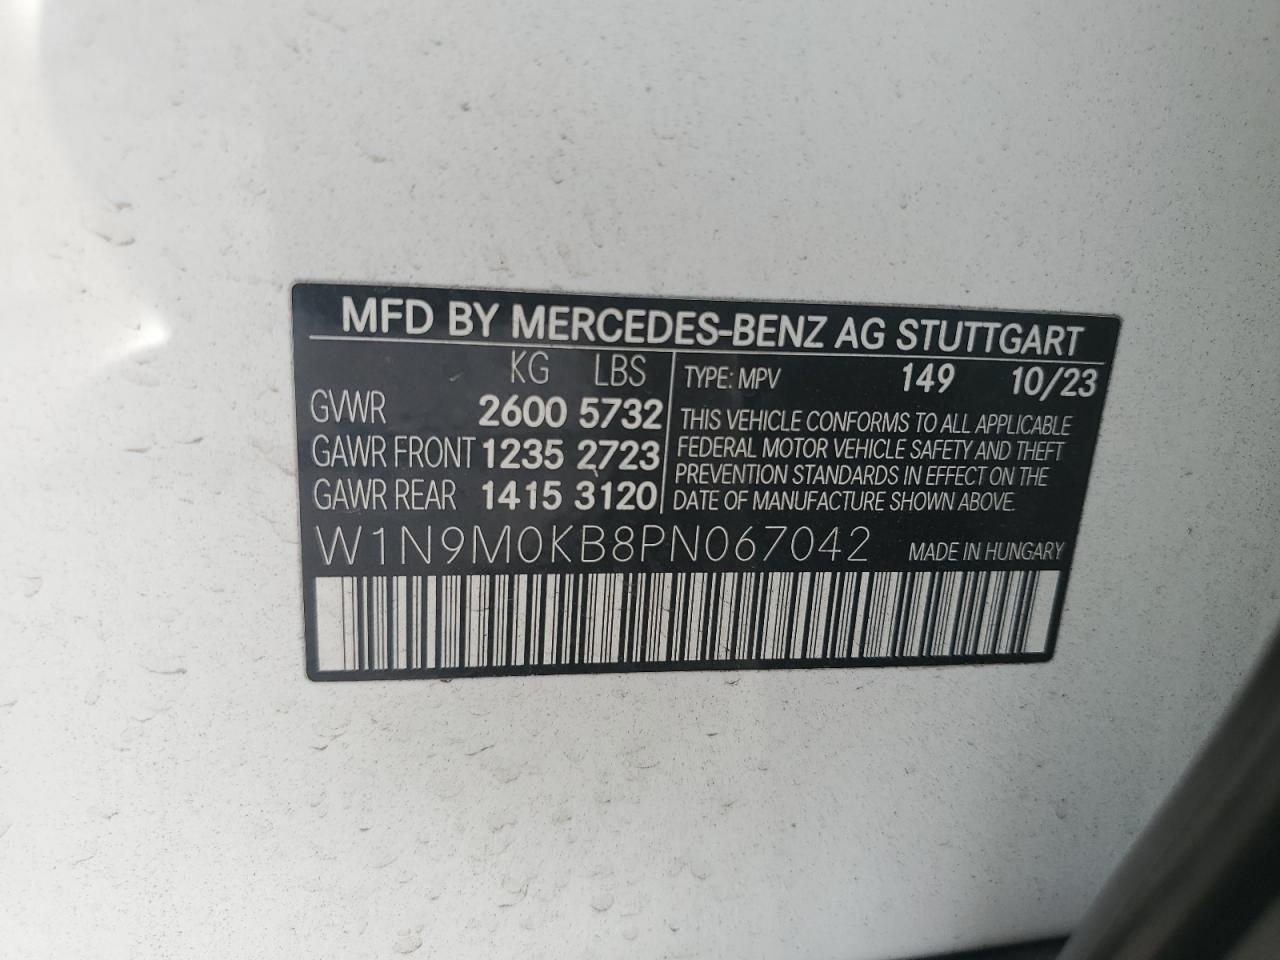 MFD BY MERCEDES-BENZ AG STUTTGART
KG LBS
GVWR 2600 5732
GAWR FRONT 1235 2723
GAWR REAR 1415 3120
TYPE: MPV 149 10/23
THIS VEHICLE CONFORMS TO ALL APPLICABLE
FEDERAL MOTOR VEHICLE SAFETY AND THEFT
PREVENTION STANDARDS IN EFFECT ON THE
DATE OF MANUFACTURE SHOWN ABOVE.
W1N9M0KB8PN067042 MADE IN HUNGARY